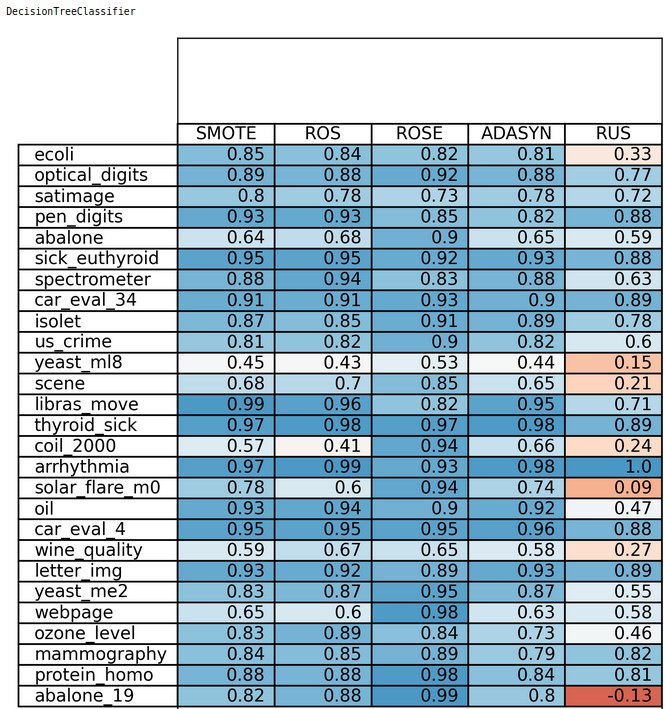 DecisionTreeClassifier
SMOTE ROS ROSE ADASYN RUS
ecoli 0.85 0.84 0.82 0.81 0.33
optical_digits 0.89 0.88 0.92 0.88 0.77
satimage 0.8 0.78 0.73 0.78 0.72
pen_digits 0.93 0.93 0.85 0.82 0.88
abalone 0.64 0.68 0.9 0.65 0.59
sick_euthyroid 0.95 0.95 0.92 0.93 0.88
spectrometer 0.88 0.94 0.83 0.88 0.63
car_eval_34 0.91 0.91 0.93 0.9 0.89
isolet 0.87 0.85 0.91 0.89 0.78
us_crime 0.81 0.82 0.9 0.82 0.6
yeast_ml8 0.45 0.43 0.53 0.44 0.15
scene 0.68 0.7 0.85 0.65 0.21
libras_move 0.99 0.96 0.82 0.95 0.71
thyroid_sick 0.97 0.98 0.97 0.98 0.89
coil_2000 0.57 0.41 0.94 0.66 0.24
arrhythmia 0.97 0.99 0.93 0.98 1.0
solar_flare_m0 0.78 0.6 0.94 0.74 0.09
oil 0.93 0.94 0.9 0.92 0.47
car_eval_4 0.95 0.95 0.95 0.96 0.88
wine_quality 0.59 0.67 0.65 0.58 0.27
letter_img 0.93 0.92 0.89 0.93 0.89
yeast_me2 0.83 0.87 0.95 0.87 0.55
webpage 0.65 0.6 0.98 0.63 0.58
ozone_level 0.83 0.89 0.84 0.73 0.46
mammography 0.84 0.85 0.89 0.79 0.82
protein_homo 0.88 0.88 0.98 0.84 0.81
abalone_19 0.82 0.88 0.99 0.8 -0.13